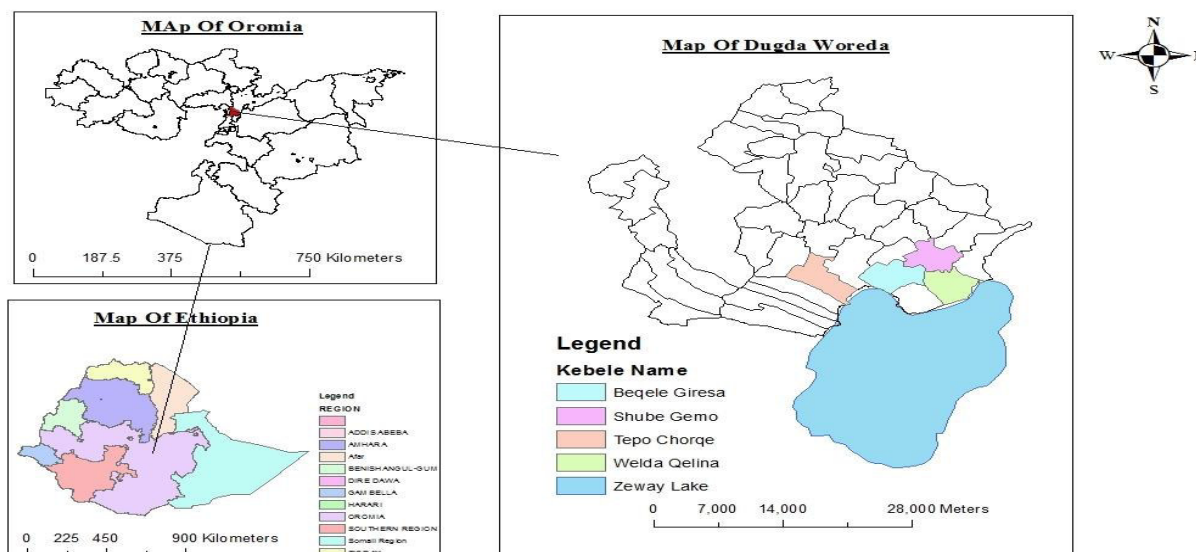 MAp Of Oromia
0 187.5 375 750 Kilometers
Map Of Ethiopia
Legend
REGION
ADDIS ABEBA
AMHARA
Afar
BENISHANGUL-GUM
DIRE DAWA
GAMBELLA
HARARI
OROMIA
SOUTHERN REGION
Somali Region
0 225 450 900 Kilometers
Map Of Dugda Woreda
Legend
Kebele Name
Beqele Giresa
Shube Gemo
Tepo Chorqe
Welda Qelina
Zeway Lake
0 7,000 14,000 28,000 Meters
N
W
S